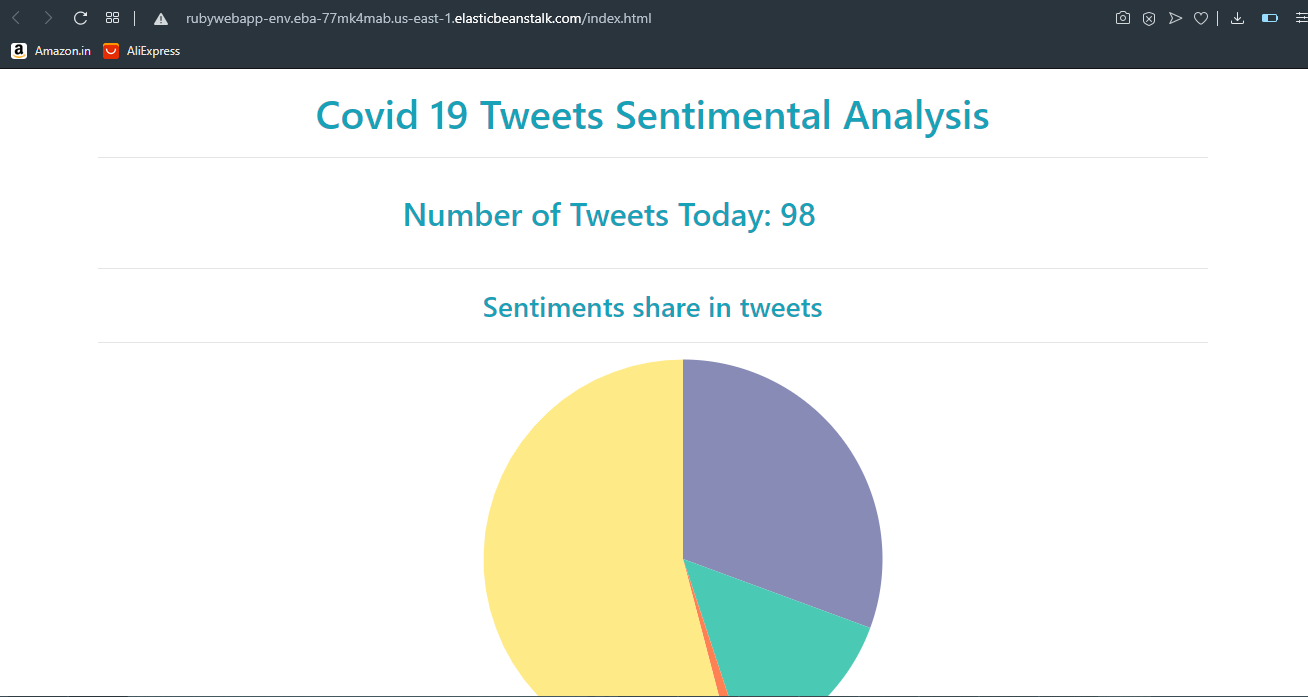 rubywebapp-env.eba-77mk4mab.us-east-1.elasticbeanstalk.com/index.html
a Amazon.in AliExpress
Covid 19 Tweets Sentimental Analysis
Number of Tweets Today: 98
Sentiments share in tweets